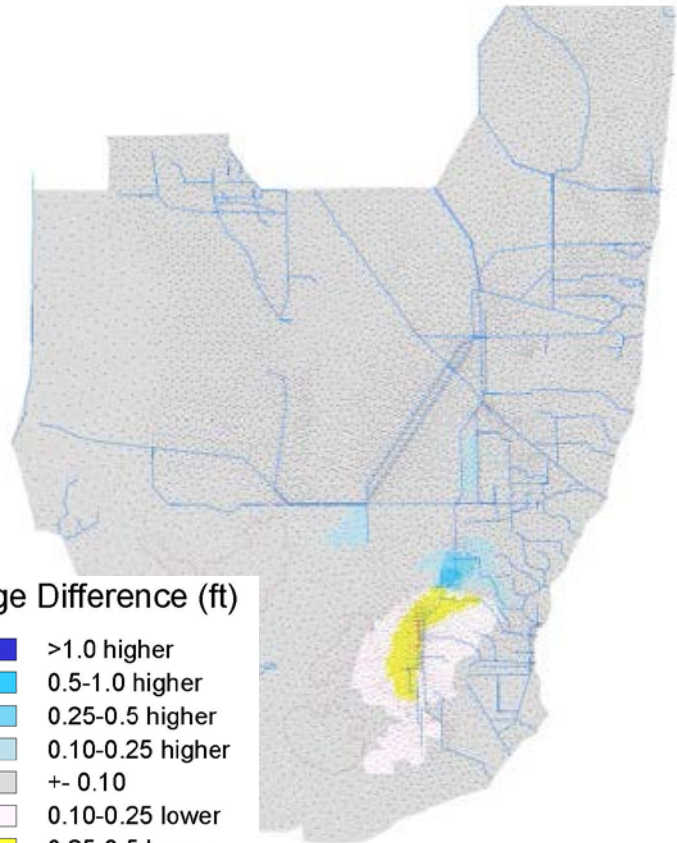 ge Difference (ft)
>1.0 higher
0.5-1.0 higher
0.25-0.5 higher
0.10-0.25 higher
+- 0.10
0.10-0.25 lower